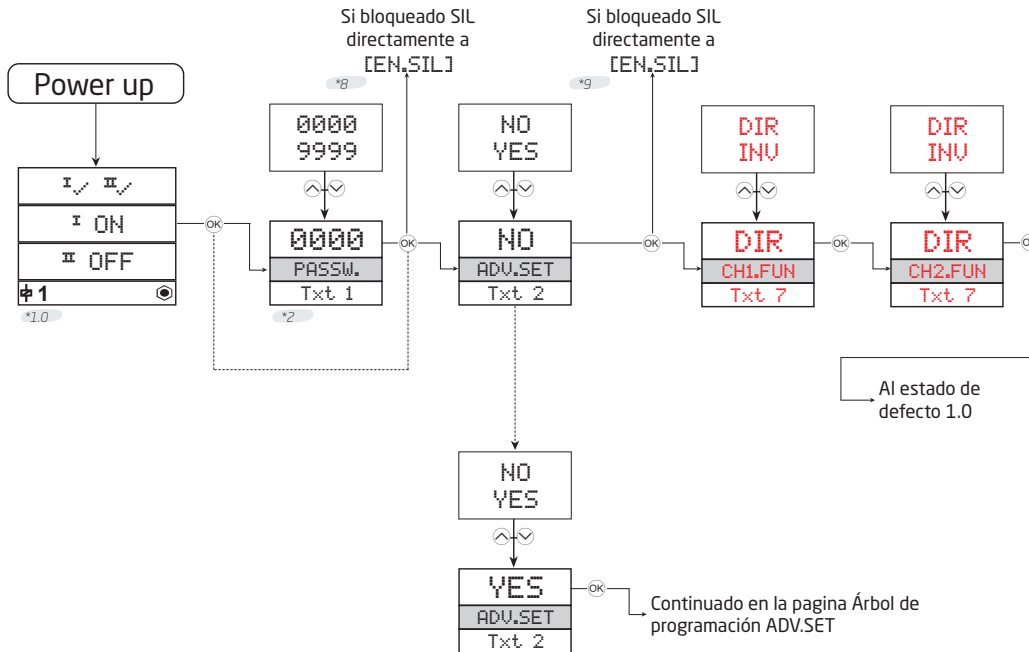 Si bloqueado SIL
directamente a
[EN.SIL]
*8
Si bloqueado SIL
directamente a
[EN.SIL]
*9
Power up
I✓ II✓
I ON
II OFF
1
*1.0
OK
0000
9999
0000
PASSW.
Txt 1
*2
OK
NO
YES
NO
ADV.SET
Txt 2
OK
DIR
INV
DIR
CH1.FUN
Txt 7
OK
DIR
INV
DIR
CH2.FUN
Txt 7
Al estado de
defecto 1.0
NO
YES
YES
ADV.SET
Txt 2
OK
Continuado en la pagina Árbol de
programación ADV.SET